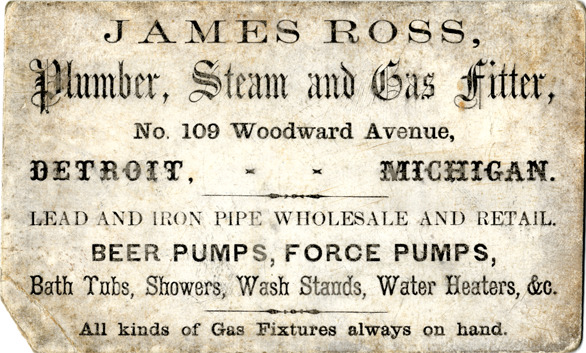 JAMES ROSS,
Plumber, Steam and Gas Fitter,
No. 109 Woodward Avenue,
DETROIT, - - MICHIGAN.
LEAD AND IRON PIPE WHOLESALE AND RETAIL.
BEER PUMPS, FORCE PUMPS,
Bath Tubs, Showers, Wash Stands, Water Heaters, &c.
All kinds of Gas Fixtures always on hand.